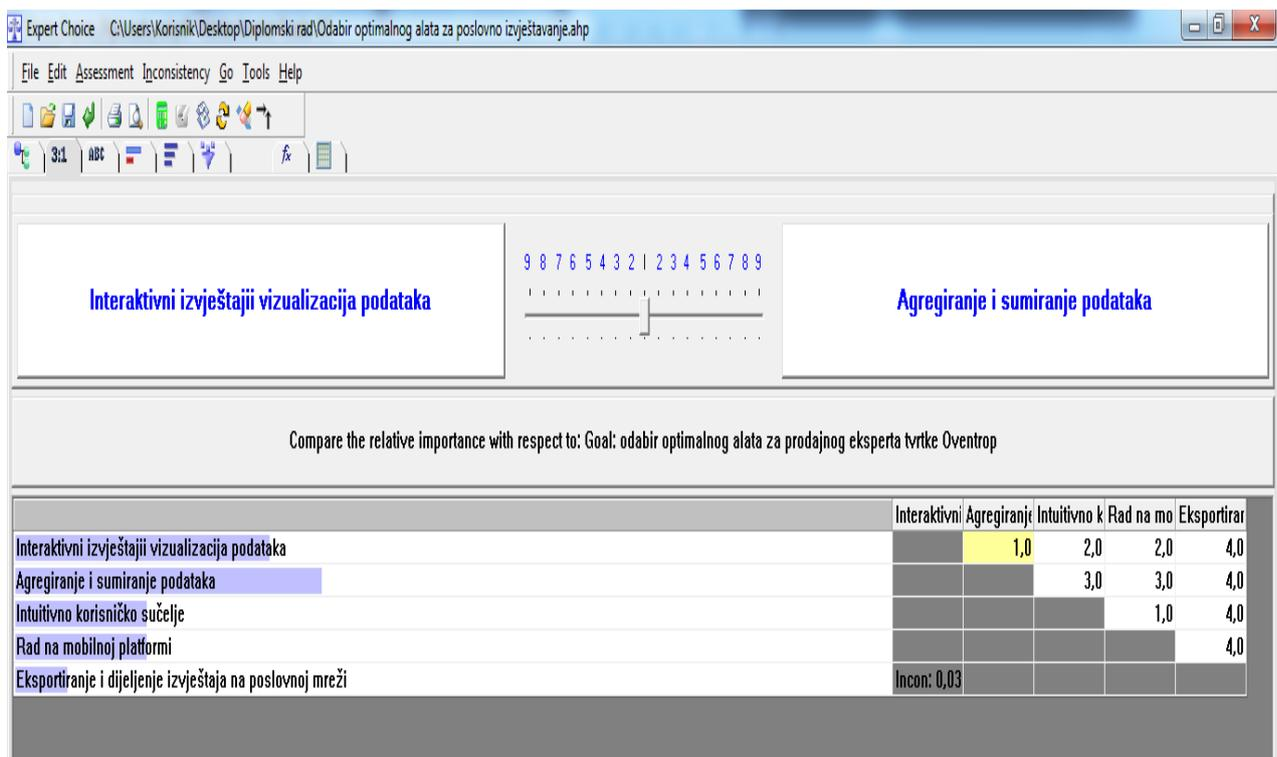 Expert Choice C:\Users\Korisnik\Desktop\Diplomski rad\Odabir optimalnog alata za poslovno izvještavanje.ahp
File Edit Assessment Inconsistency Go Tools Help
3:1 ABC fx
9 8 7 6 5 4 3 2 1 2 3 4 5 6 7 8 9
Interaktivni izvještajii vizualizacija podataka
Agregiranje i sumiranje podataka
Compare the relative importance with respect to: Goal: odabir optimalnog alata za prodajnog eksperta tvrtke Oventrop
Interaktivni Agregiranje Intuitivno k Rad na mo Eksportirar
Interaktivni izvještajii vizualizacija podataka 1,0 2,0 2,0 4,0
Agregiranje i sumiranje podataka 3,0 3,0 4,0
Intuitivno korisničko sučelje 1,0 4,0
Rad na mobilnoj platformi 4,0
Eksportiranje i dijeljenje izvještaja na poslovnoj mreži Incon: 0,03